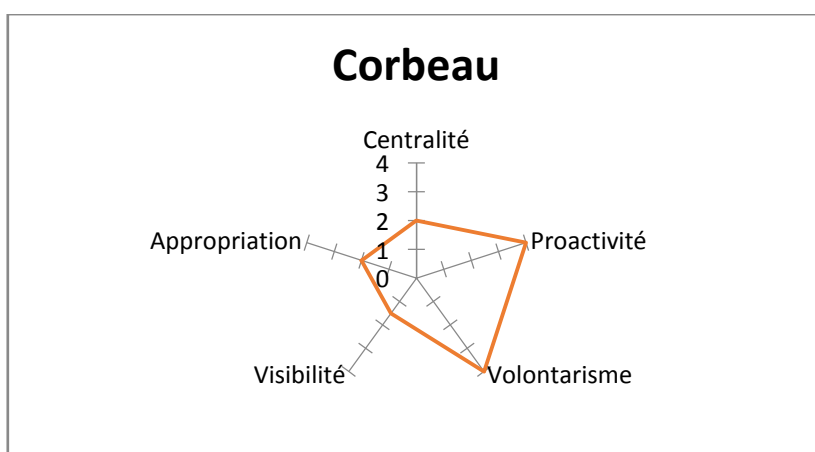 Corbeau
Centralité
4
3
2
1
0
Proactivité
Volontarisme
Visibilité
Appropriation